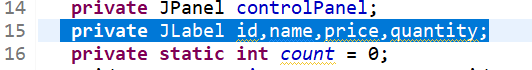 14 private JPanel controlPanel;
15 private JLabel id,name,price,quantity;
16 private static int count = 0;